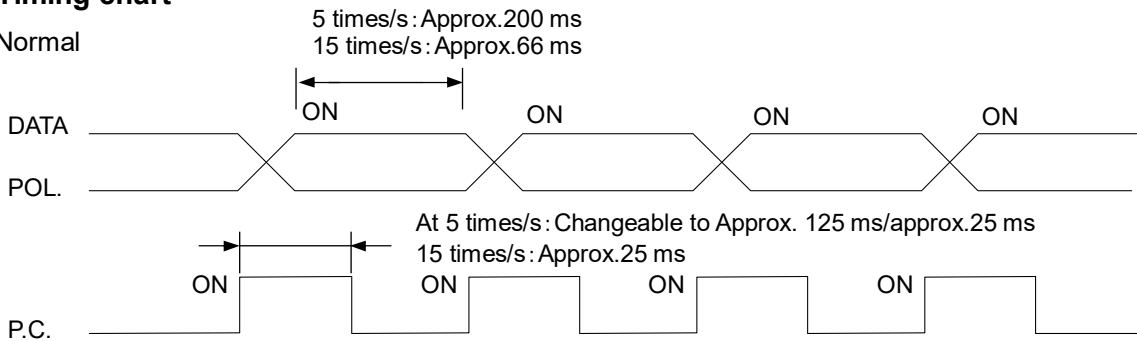 Timing chart
Normal
5 times/s:Approx.200 ms
15 times/s:Approx.66 ms
DATA
ON
ON
ON
ON
POL.
At 5 times/s:Changeable to Approx. 125 ms/approx.25 ms
15 times/s:Approx.25 ms
ON
ON
ON
ON
P.C.